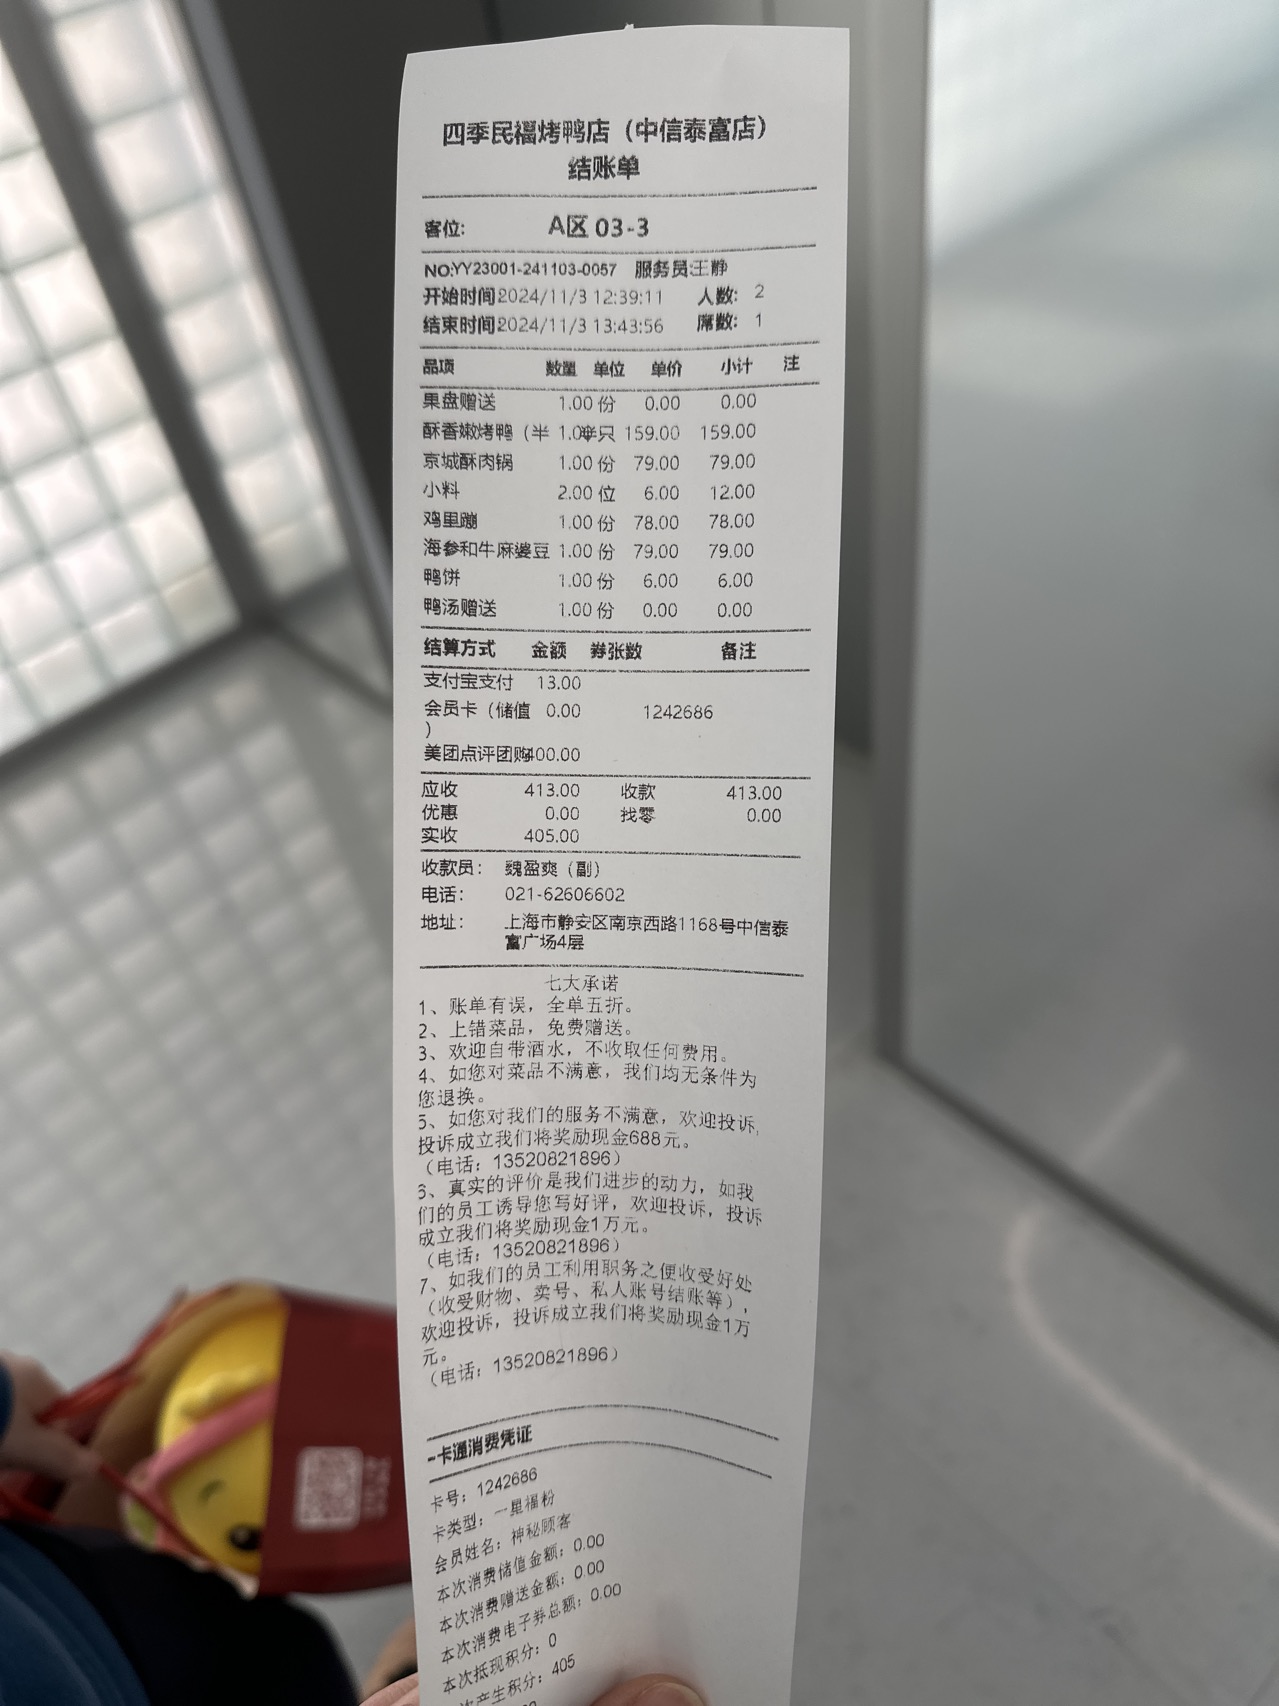 四季民福烤鸭店（中信泰富店）
结账单
客位: A区 03-3
NO:YY23001-241103-0057 服务员:王静
开始时间2024/11/3 12:39:11 人数: 2
结束时间2024/11/3 13:43:56 席数: 1
品项 数量 单位 单价 小计 注
果盘赠送 1.00 份 0.00 0.00
酥香嫩烤鸭（半 1.00半只 159.00 159.00
京城酥肉锅 1.00 份 79.00 79.00
小料 2.00 位 6.00 12.00
鸡里蹦 1.00 份 78.00 78.00
海参和牛麻婆豆 1.00 份 79.00 79.00
鸭饼 1.00 份 6.00 6.00
鸭汤赠送 1.00 份 0.00 0.00
结算方式 金额 券张数 备注
支付宝支付 13.00
会员卡（储值 0.00 1242686
）
美团点评团购400.00
应收 413.00 收款 413.00
优惠 0.00 找零 0.00
实收 405.00
收款员: 魏盈爽（副）
电话: 021-62606602
地址: 上海市静安区南京西路1168号中信泰
富广场4层
七大承诺
1、账单有误，全单五折。
2、上错菜品，免费赠送。
3、欢迎自带酒水，不收取任何费用。
4、如您对菜品不满意，我们均无条件为
您退换。
5、如您对我们的服务不满意，欢迎投诉，
投诉成立我们将奖励现金688元。
（电话：13520821896）
6、真实的评价是我们进步的动力，如我
们的员工诱导您写好评，欢迎投诉，投诉
成立我们将奖励现金1万元。
（电话：13520821896）
7、如我们的员工利用职务之便收受好处
（收受财物、卖号、私人账号结账等），
欢迎投诉，投诉成立我们将奖励现金1万
元。
（电话：13520821896）
一卡通消费凭证
卡号：1242686
卡类型：一星福粉
会员姓名：神秘顾客
本次消费储值金额：0.00
本次消费赠送金额：0.00
本次消费电子券总额：0.00
本次抵现积分：0
次产生积分：405